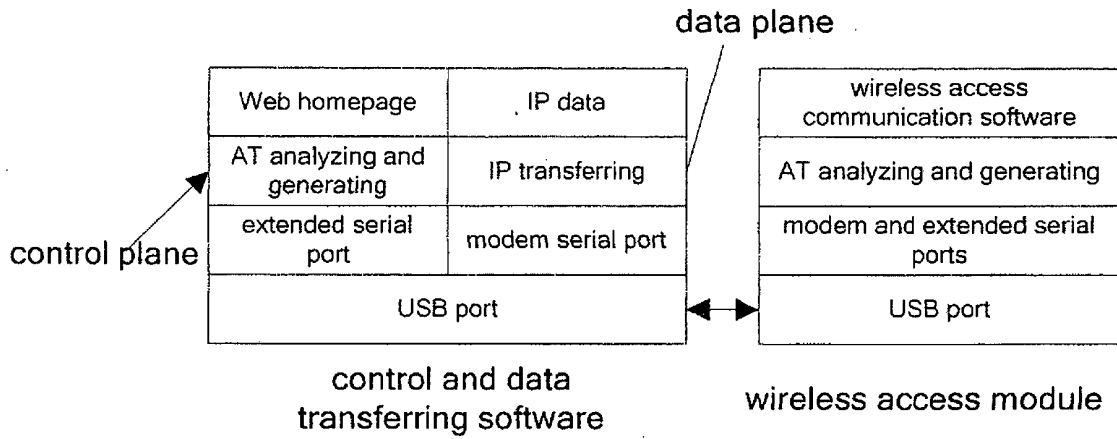 data plane
Web homepage
IP data
wireless access
communication software
AT analyzing and
generating
IP transferring
AT analyzing and generating
control plane
extended serial
port
modem serial port
modem and extended serial
ports
USB port
USB port
control and data
transferring software
wireless access module